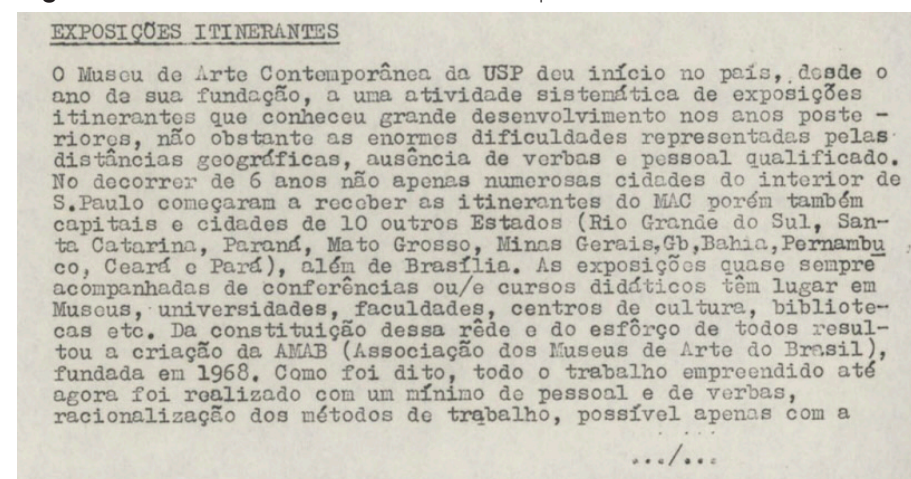 EXPOSIÇÕES ITINERANTES
O Museu de Arte Contemporânea da USP deu início no país, desde o
ano de sua fundação, a uma atividade sistemática de exposições
itinerantes que conheceu grande desenvolvimento nos anos poste -
riores, não obstante as enormes dificuldades representadas pelas
distâncias geográficas, ausência de verbas e pessoal qualificado.
No decorrer de 6 anos não apenas numerosas cidades do interior de
S.Paulo começaram a receber as itinerantes do MAC porém também
capitais e cidades de 10 outros Estados (Rio Grande do Sul, San-
ta Catarina, Paraná, Mato Grosso, Minas Gerais,Gb,Bahia,Pernambu
co, Ceará e Pará), além de Brasília. As exposições quase sempre
acompanhadas de conferências ou/e cursos didáticos têm lugar em
Museus, universidades, faculdades, centros de cultura, bibliote-
cas etc. Da constituição dessa rêde e do esfôrço de todos resul-
tou a criação da AMAB (Associação dos Museus de Arte do Brasil),
fundada em 1968. Como foi dito, todo o trabalho empreendido até
agora foi realizado com um mínimo de pessoal e de verbas,
racionalização dos métodos de trabalho, possível apenas com a
.../...